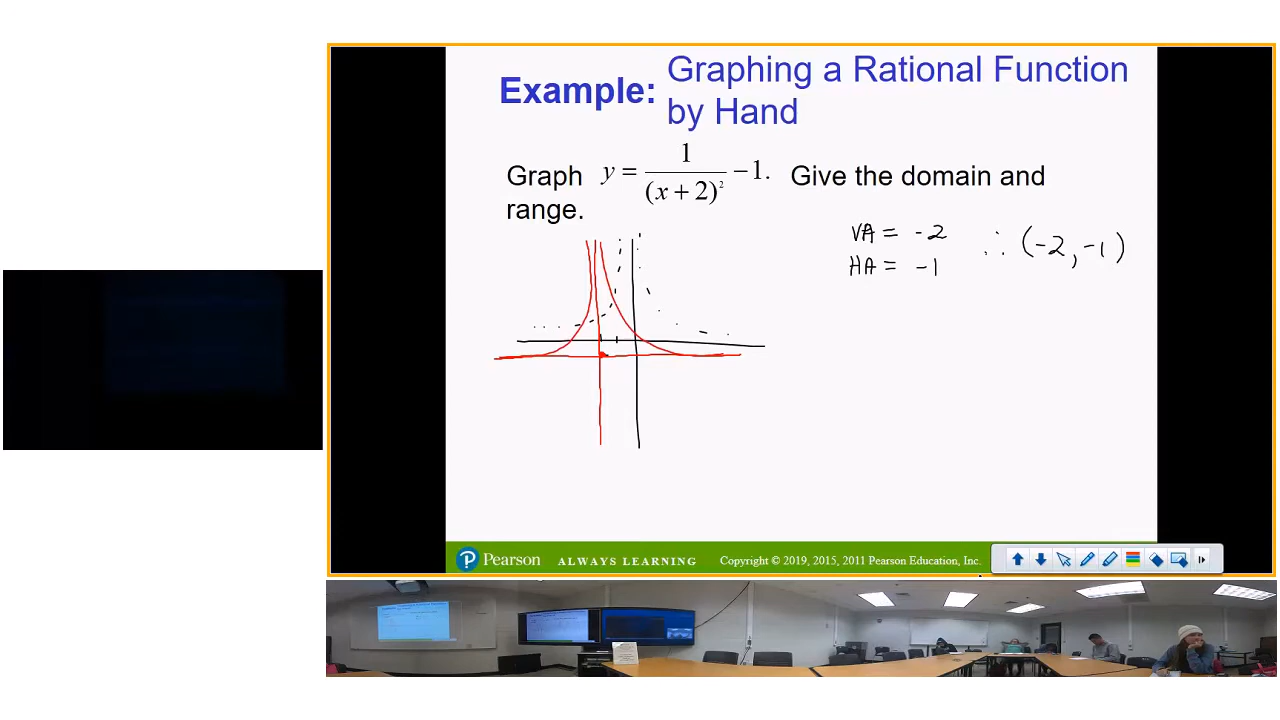 Example: Graphing a Rational Function
by Hand
Graph y = 1/(x + 2)² − 1. Give the domain and
range.
VA = -2
HA = -1
∴ (-2, -1)
Pearson ALWAYS LEARNING Copyright © 2019, 2015, 2011 Pearson Education, Inc.